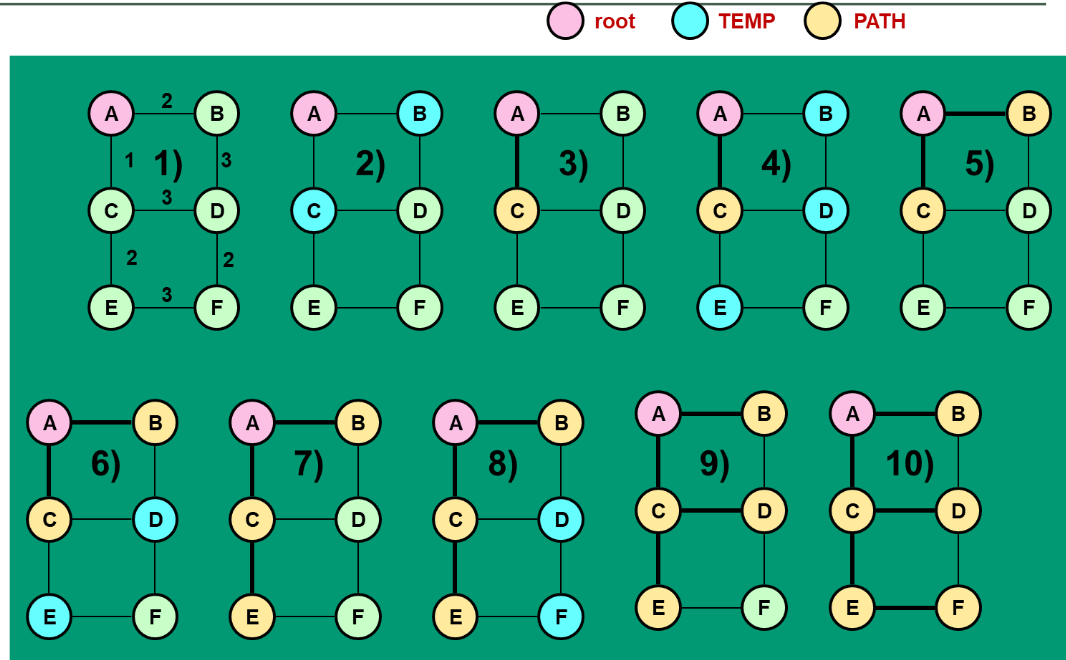 root TEMP PATH
A 2 B A B A B A B A B
1 1) 3 2) 3) 4) 5)
C 3 D C D C D C D C D
2 2
E 3 F E F E F E F E F
A B A B A B A B A B
6) 7) 8) 9) 10)
C D C D C D C D C D
E F E F E F E F E F